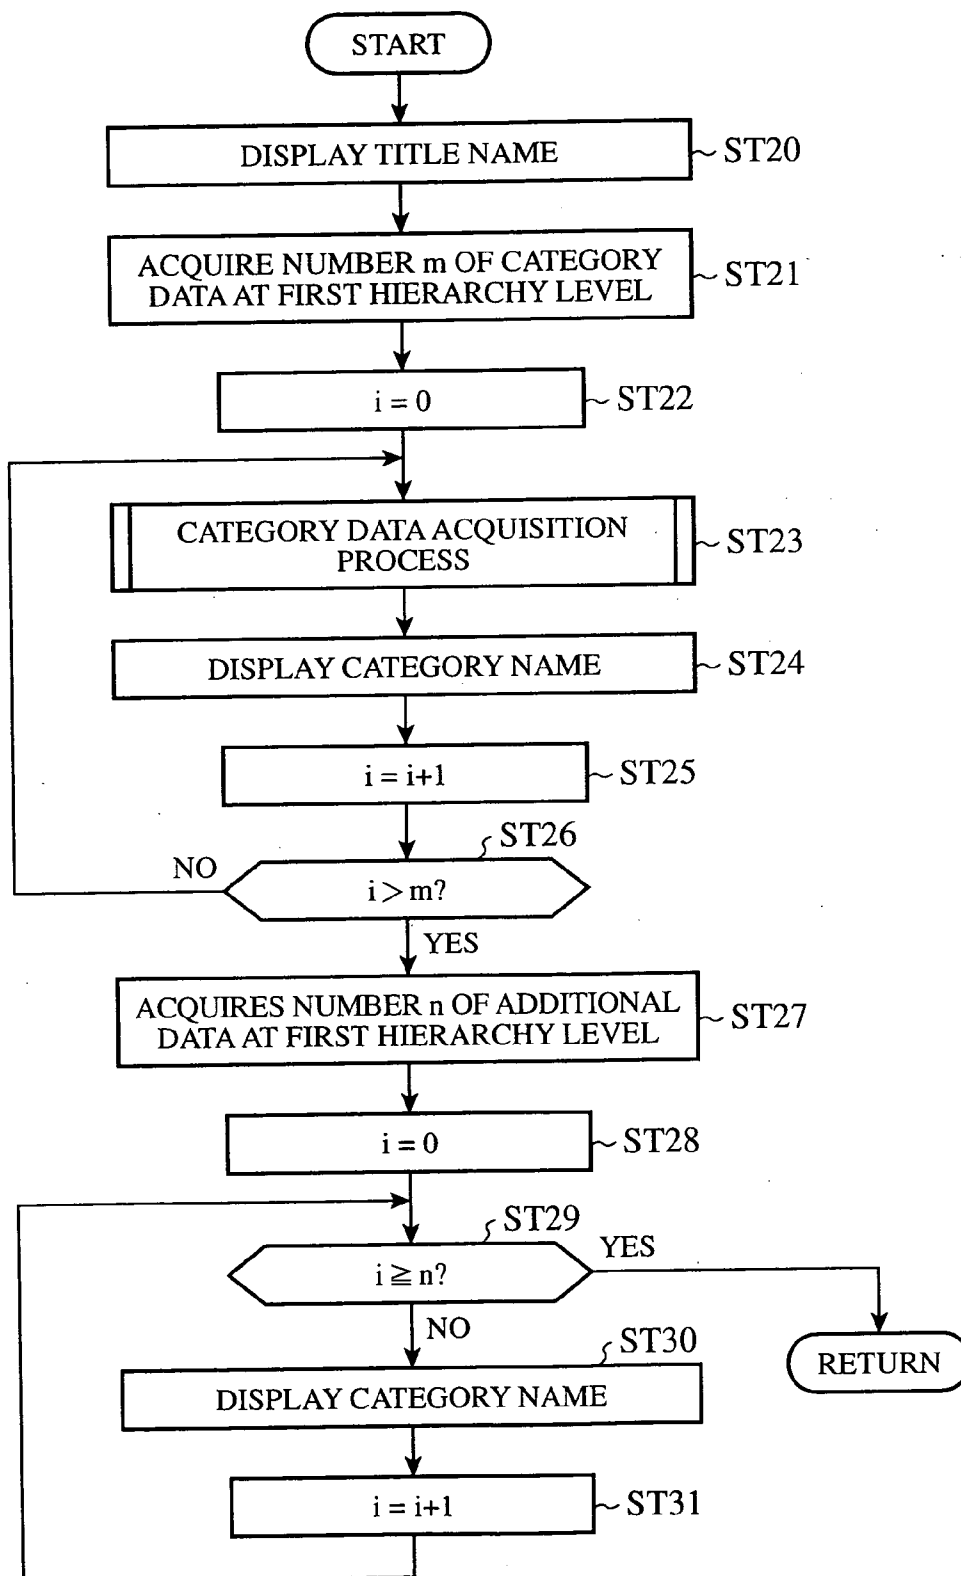 START
DISPLAY TITLE NAME
ST20
ACQUIRE NUMBER m OF CATEGORY
DATA AT FIRST HIERARCHY LEVEL
ST21
i = 0
ST22
CATEGORY DATA ACQUISITION
PROCESS
ST23
DISPLAY CATEGORY NAME
ST24
i = i+1
ST25
ST26
NO
i > m?
YES
ACQUIRES NUMBER n OF ADDITIONAL
DATA AT FIRST HIERARCHY LEVEL
ST27
i = 0
ST28
ST29
YES
i ≧ n?
NO
ST30
RETURN
DISPLAY CATEGORY NAME
i = i+1
ST31